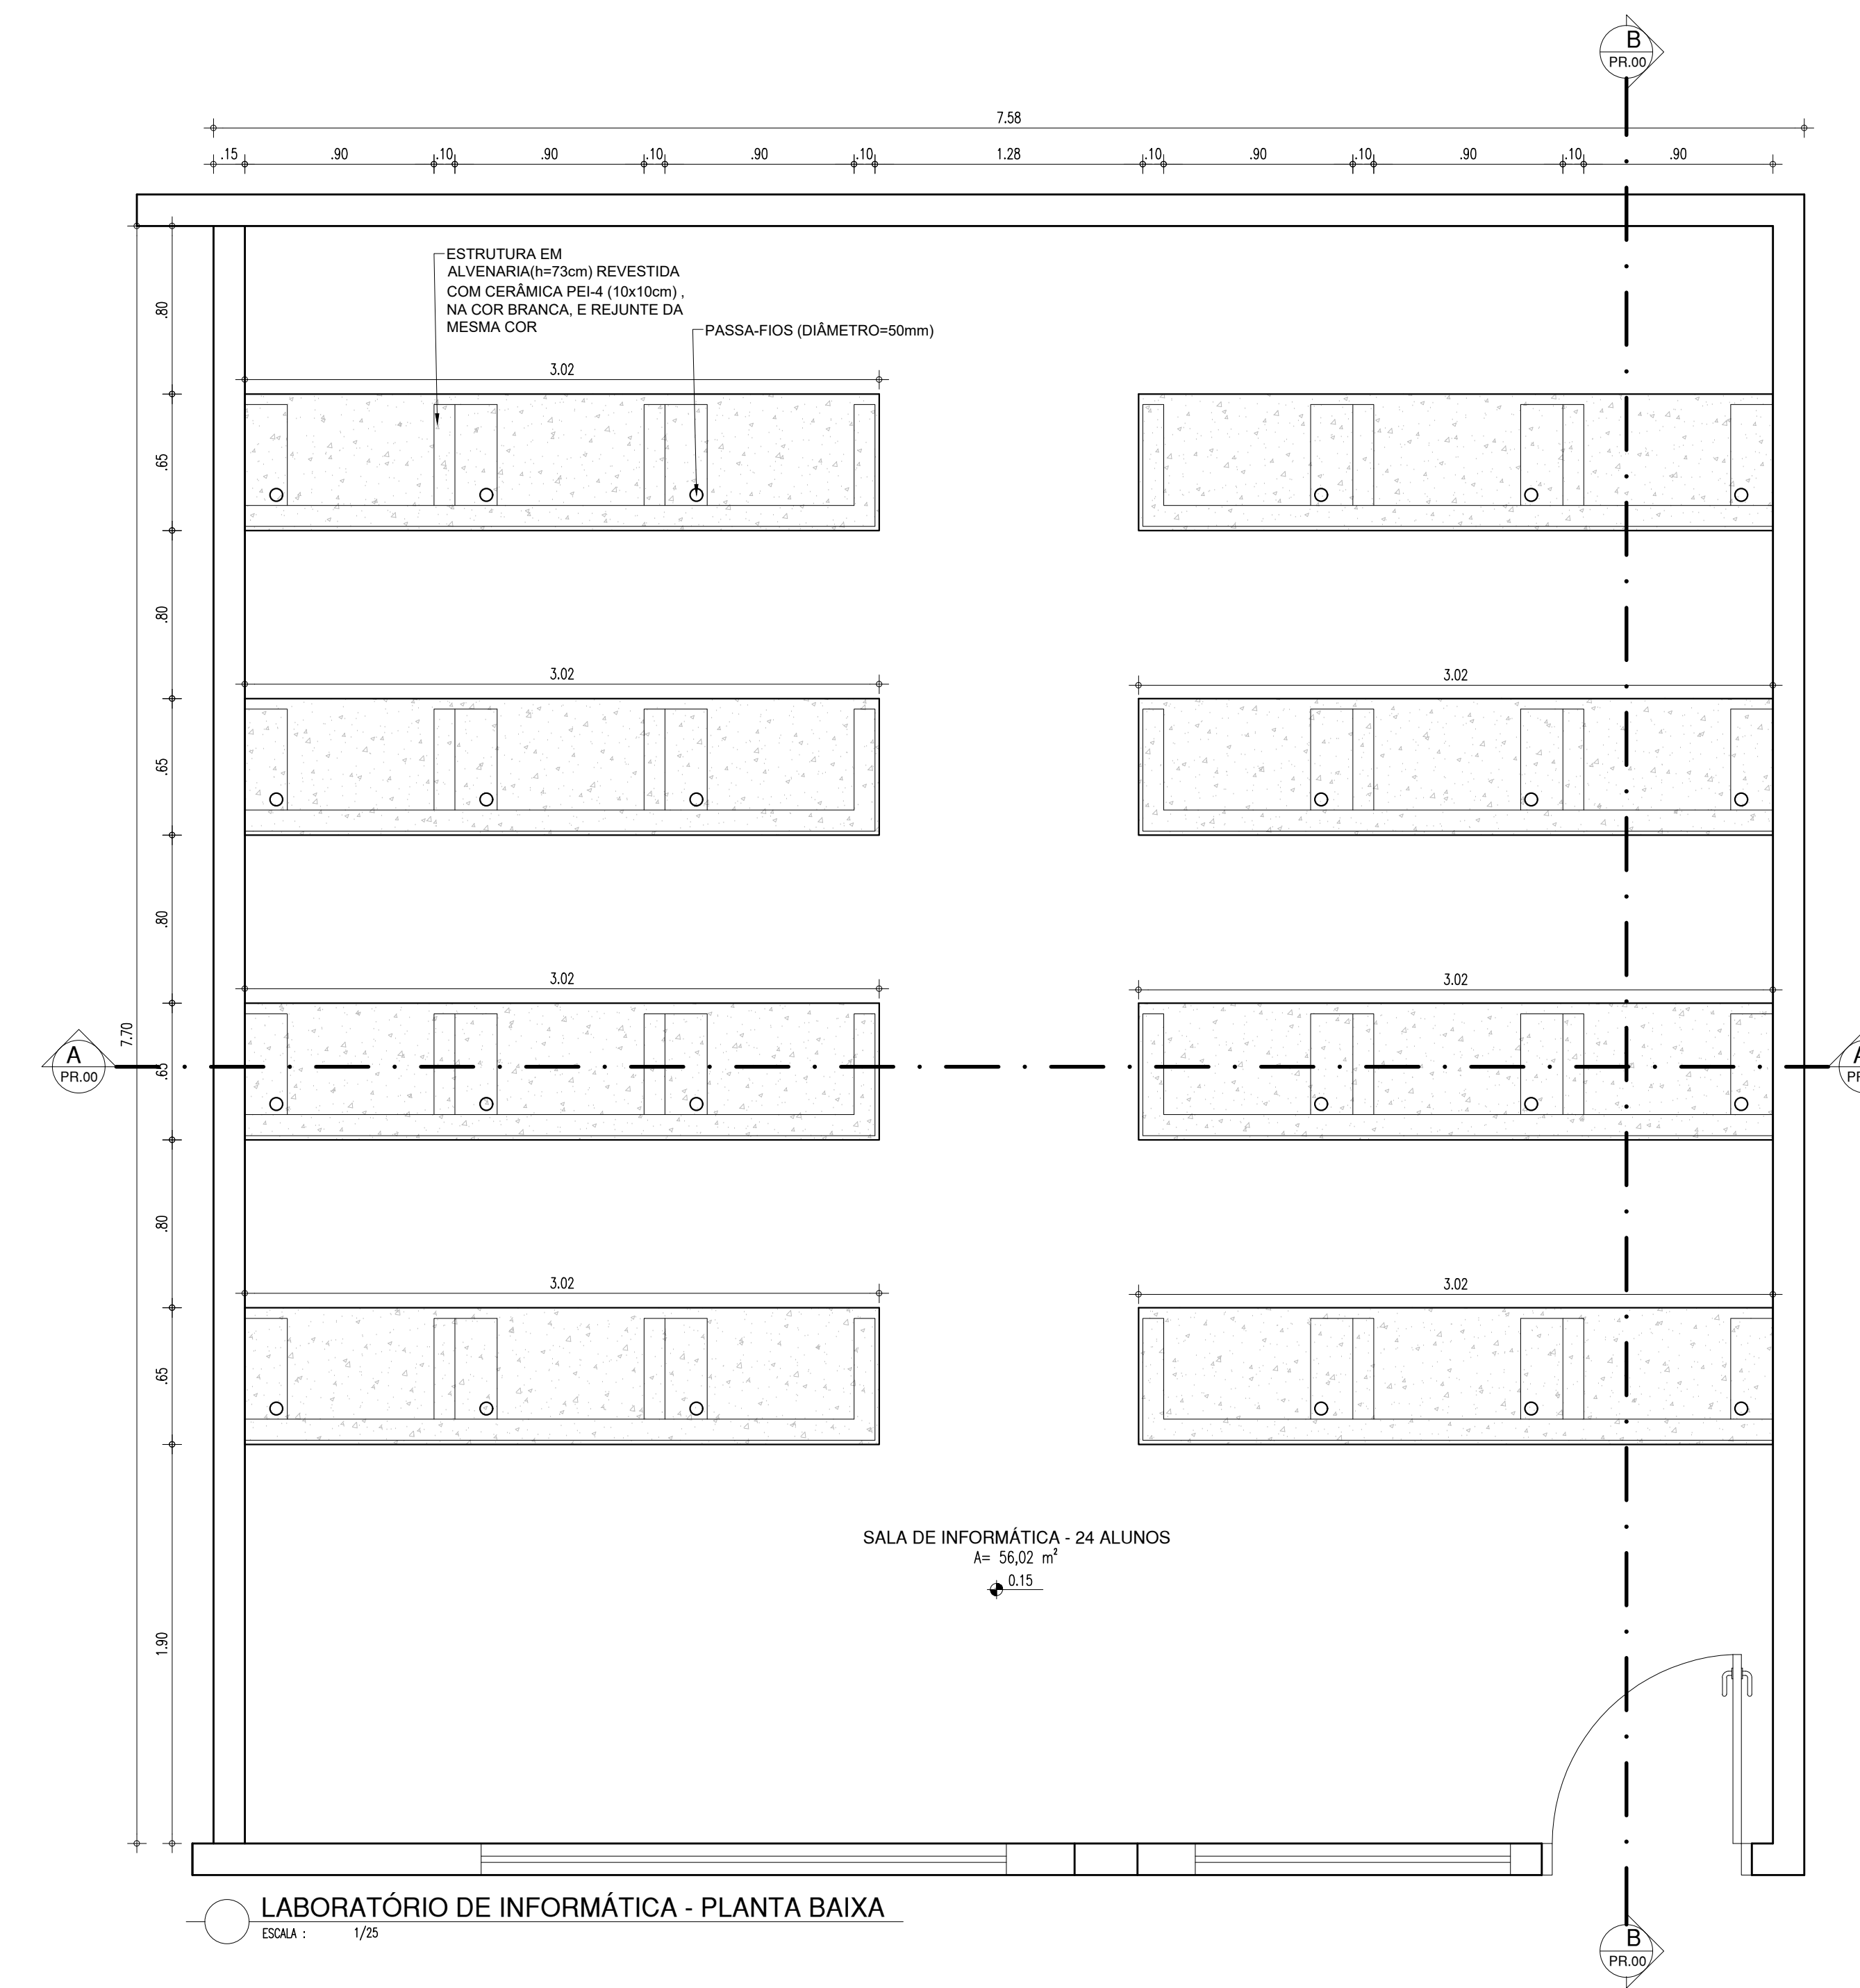 B
PR.00
7.58
.15 .90 .10 .90 .10 .90 .10 1.28 .10 .90 .10 .90 .10 .90
ESTRUTURA EM
ALVENARIA(h=73cm) REVESTIDA
COM CERÂMICA PEI-4 (10x10cm) ,
NA COR BRANCA, E REJUNTE DA
MESMA COR
.80
PASSA-FIOS (DIÂMETRO=50mm)
3.02
.65
.80
3.02 3.02
.65
.80
3.02 3.02
7.70
A
PR.00
.65
A
.80
3.02 3.02
.65
SALA DE INFORMÁTICA - 24 ALUNOS
A= 56,02 m²
0.15
1.90
LABORATÓRIO DE INFORMÁTICA - PLANTA BAIXA
ESCALA : 1/25
B
PR.00